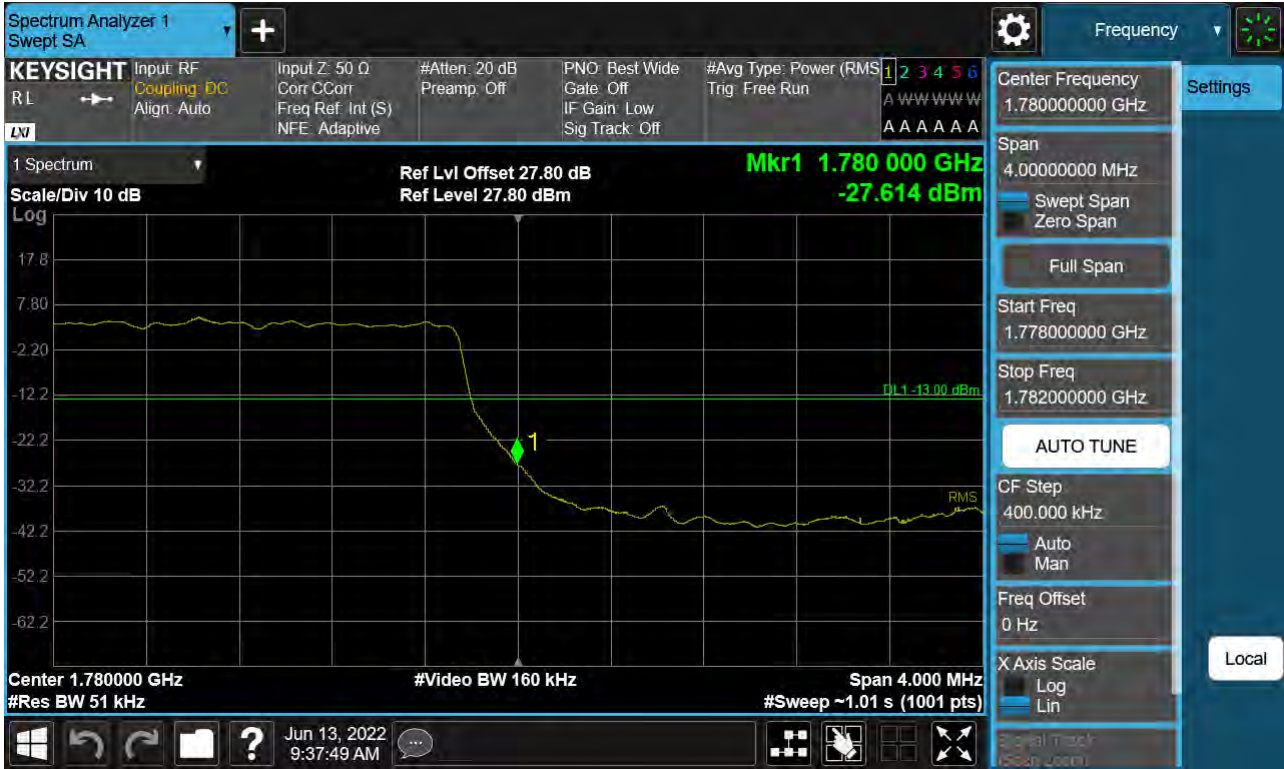 Spectrum Analyzer 1
Swept SA
+
Frequency
KEYSIGHT
RL
LXI
Input: RF
Coupling: DC
Align: Auto
Input Z: 50 Ω
Corr CCorr
Freq Ref: Int (S)
NFE: Adaptive
#Atten: 20 dB
Preamp: Off
PNO: Best Wide
Gate: Off
IF Gain: Low
Sig Track: Off
#Avg Type: Power (RMS
Trig: Free Run
1 2 3 4 5 6
A W W W W W
A A A A A A
Center Frequency
1.780000000 GHz
Settings
Span
4.00000000 MHz
Swept Span
Zero Span
Full Span
Start Freq
1.778000000 GHz
Stop Freq
1.782000000 GHz
AUTO TUNE
CF Step
400.000 kHz
Auto
Man
Freq Offset
0 Hz
X Axis Scale
Log
Lin
Local
1 Spectrum
Scale/Div 10 dB
Log
Ref Lvl Offset 27.80 dB
Ref Level 27.80 dBm
Mkr1 1.780 000 GHz
-27.614 dBm
17.8
7.80
-2.20
-12.2
-22.2
-32.2
-42.2
-52.2
-62.2
DL1 -13.00 dBm
1
RMS
Center 1.780000 GHz
#Res BW 51 kHz
#Video BW 160 kHz
Span 4.000 MHz
#Sweep ~1.01 s (1001 pts)
?
Jun 13, 2022
9:37:49 AM